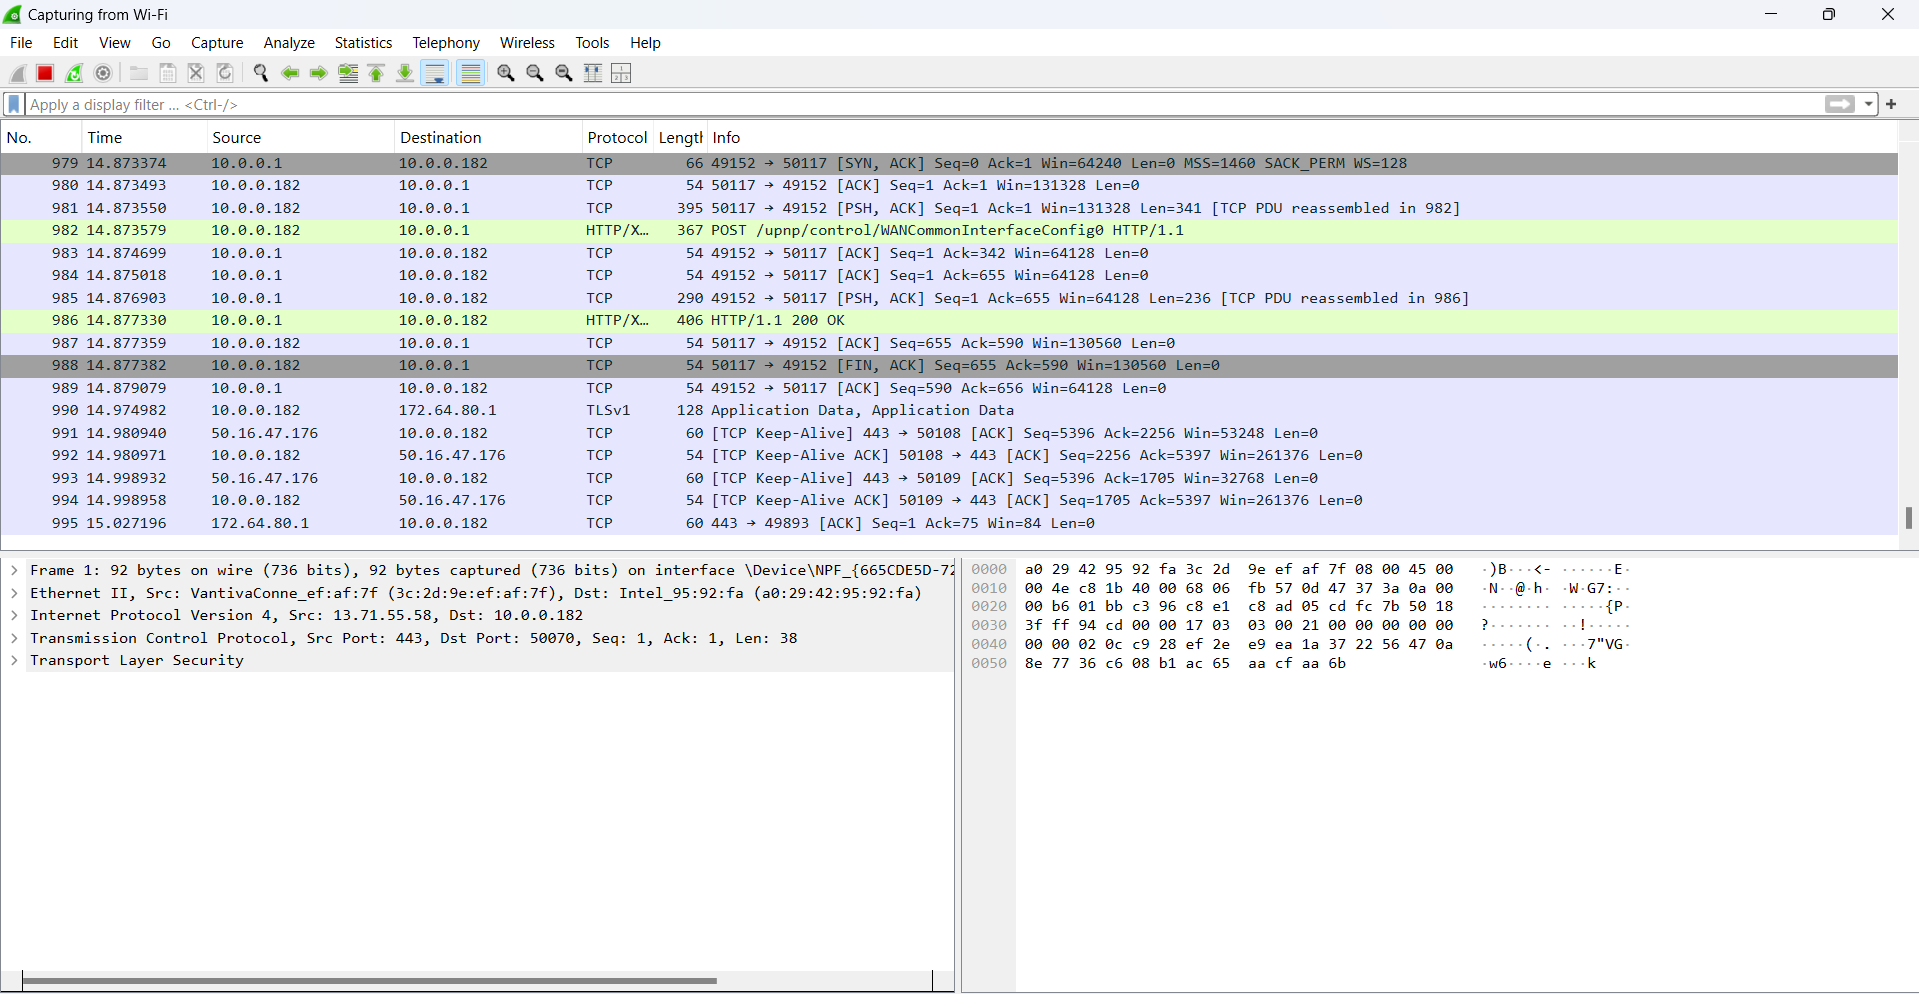 Capturing from Wi-Fi
File Edit View Go Capture Analyze Statistics Telephony Wireless Tools Help
Apply a display filter … <Ctrl-/>
No. Time Source Destination Protocol Length Info
979 14.873374 10.0.0.1 10.0.0.182 TCP 66 49152 → 50117 [SYN, ACK] Seq=0 Ack=1 Win=64240 Len=0 MSS=1460 SACK_PERM WS=128
980 14.873493 10.0.0.182 10.0.0.1 TCP 54 50117 → 49152 [ACK] Seq=1 Ack=1 Win=131328 Len=0
981 14.873550 10.0.0.182 10.0.0.1 TCP 395 50117 → 49152 [PSH, ACK] Seq=1 Ack=1 Win=131328 Len=341 [TCP PDU reassembled in 982]
982 14.873579 10.0.0.182 10.0.0.1 HTTP/X… 367 POST /upnp/control/WANCommonInterfaceConfig0 HTTP/1.1
983 14.874699 10.0.0.1 10.0.0.182 TCP 54 49152 → 50117 [ACK] Seq=1 Ack=342 Win=64128 Len=0
984 14.875018 10.0.0.1 10.0.0.182 TCP 54 49152 → 50117 [ACK] Seq=1 Ack=655 Win=64128 Len=0
985 14.876903 10.0.0.1 10.0.0.182 TCP 290 49152 → 50117 [PSH, ACK] Seq=1 Ack=655 Win=64128 Len=236 [TCP PDU reassembled in 986]
986 14.877330 10.0.0.1 10.0.0.182 HTTP/X… 406 HTTP/1.1 200 OK
987 14.877359 10.0.0.182 10.0.0.1 TCP 54 50117 → 49152 [ACK] Seq=655 Ack=590 Win=130560 Len=0
988 14.877382 10.0.0.182 10.0.0.1 TCP 54 50117 → 49152 [FIN, ACK] Seq=655 Ack=590 Win=130560 Len=0
989 14.879079 10.0.0.1 10.0.0.182 TCP 54 49152 → 50117 [ACK] Seq=590 Ack=656 Win=64128 Len=0
990 14.974982 10.0.0.182 172.64.80.1 TLSv1 128 Application Data, Application Data
991 14.980940 50.16.47.176 10.0.0.182 TCP 60 [TCP Keep-Alive] 443 → 50108 [ACK] Seq=5396 Ack=2256 Win=53248 Len=0
992 14.980971 10.0.0.182 50.16.47.176 TCP 54 [TCP Keep-Alive ACK] 50108 → 443 [ACK] Seq=2256 Ack=5397 Win=261376 Len=0
993 14.998932 50.16.47.176 10.0.0.182 TCP 60 [TCP Keep-Alive] 443 → 50109 [ACK] Seq=5396 Ack=1705 Win=32768 Len=0
994 14.998958 10.0.0.182 50.16.47.176 TCP 54 [TCP Keep-Alive ACK] 50109 → 443 [ACK] Seq=1705 Ack=5397 Win=261376 Len=0
995 15.027196 172.64.80.1 10.0.0.182 TCP 60 443 → 49893 [ACK] Seq=1 Ack=75 Win=84 Len=0
Frame 1: 92 bytes on wire (736 bits), 92 bytes captured (736 bits) on interface \Device\NPF_{665CDE5D-72
Ethernet II, Src: VantivaConne_ef:af:7f (3c:2d:9e:ef:af:7f), Dst: Intel_95:92:fa (a0:29:42:95:92:fa)
Internet Protocol Version 4, Src: 13.71.55.58, Dst: 10.0.0.182
Transmission Control Protocol, Src Port: 443, Dst Port: 50070, Seq: 1, Ack: 1, Len: 38
Transport Layer Security
0000 a0 29 42 95 92 fa 3c 2d 9e ef af 7f 08 00 45 00 ·)B···<- ······E·
0010 00 4e c8 1b 40 00 68 06 fb 57 0d 47 37 3a 0a 00 ·N··@·h· ·W·G7:··
0020 00 b6 01 bb c3 96 c8 e1 c8 ad 05 cd fc 7b 50 18 ········ ·····{P·
0030 3f ff 94 cd 00 00 17 03 03 00 21 00 00 00 00 00 ?······· ··!·····
0040 00 00 02 0c c9 28 ef 2e e9 ea 1a 37 22 56 47 0a ·····(·. ···7"VG·
0050 8e 77 36 c6 08 b1 ac 65 aa cf aa 6b ·w6····e ···k